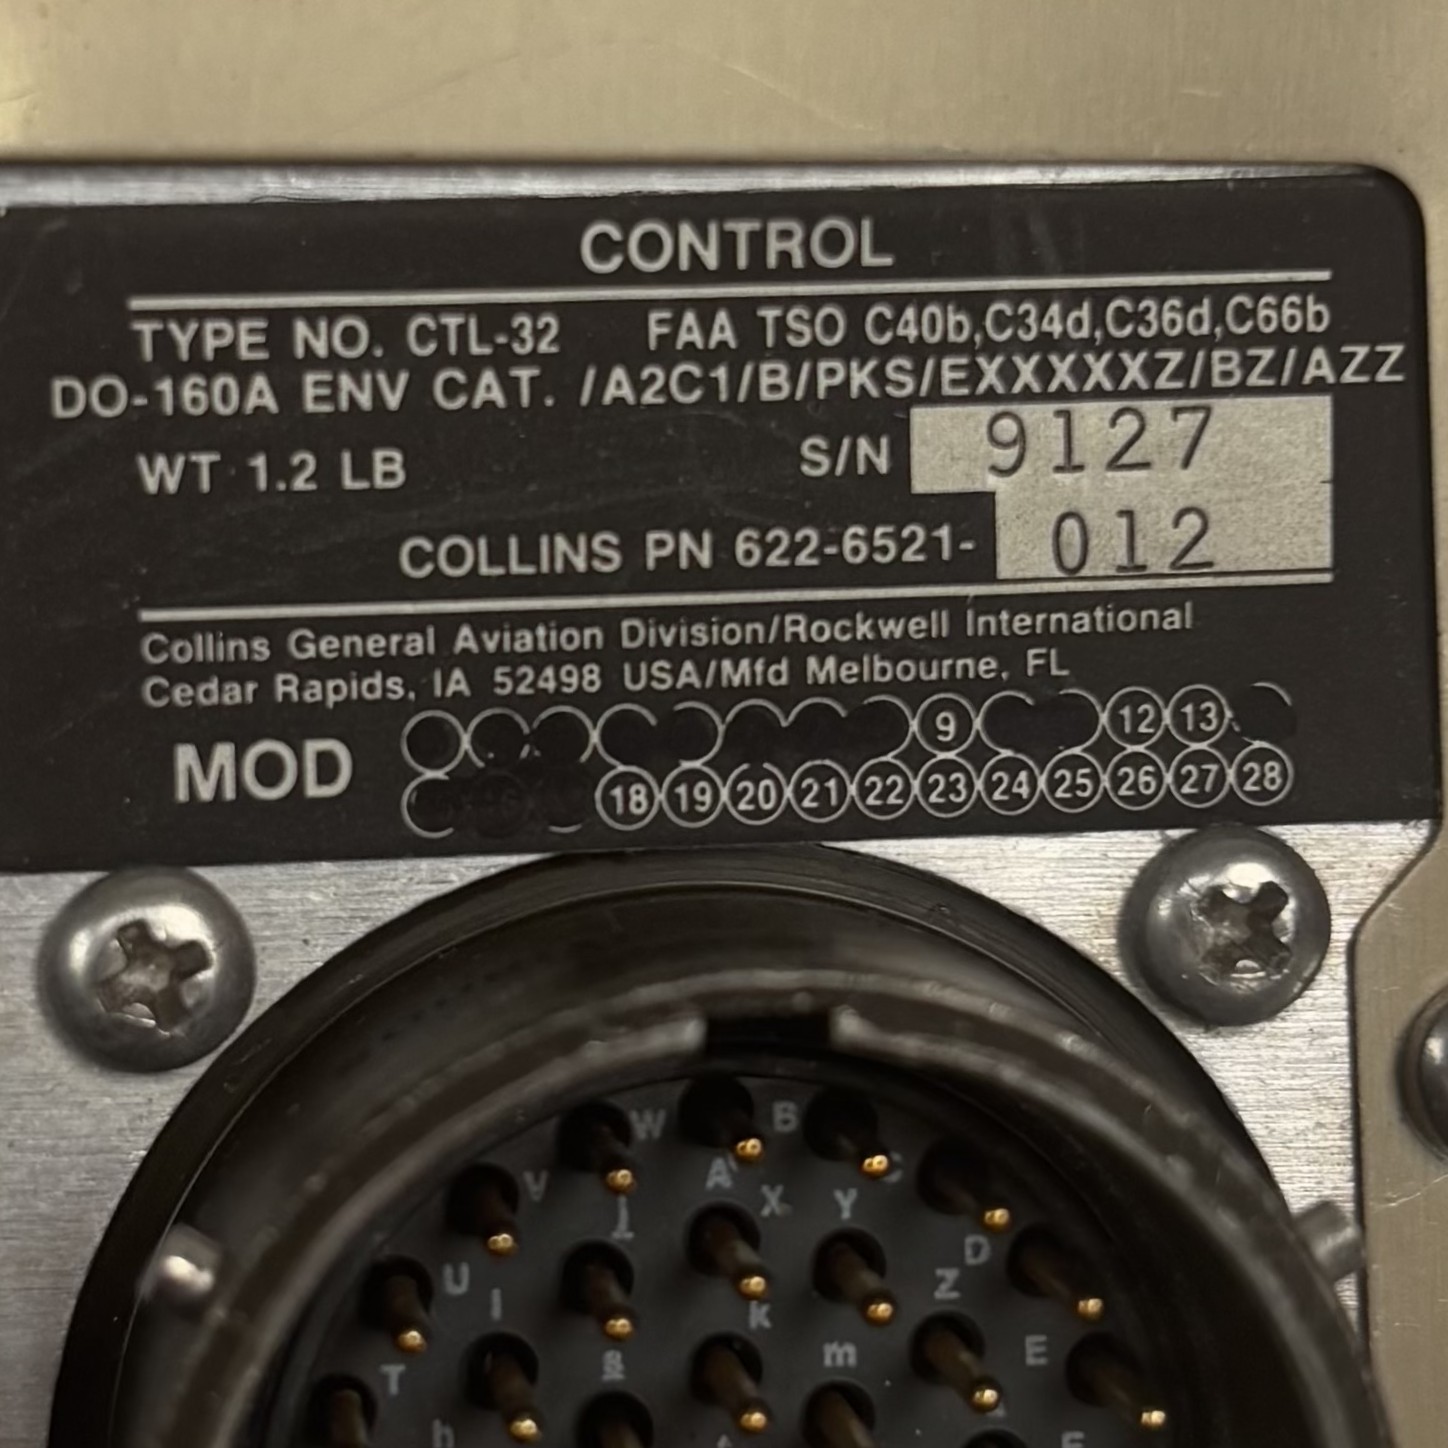 CONTROL
TYPE NO. CTL-32 FAA TSO C40b,C34d,C36d,C66b
DO-160A ENV CAT. /A2C1/B/PKS/EXXXXXZ/BZ/AZZ
WT 1.2 LB S/N 9127
COLLINS PN 622-6521- 012
Collins General Aviation Division/Rockwell International
Cedar Rapids, IA 52498 USA/Mfd Melbourne, FL
MOD 9 12 13
18 19 20 21 22 23 24 25 26 27 28
W A B
V J X Y D
U I k Z
T s m E
h